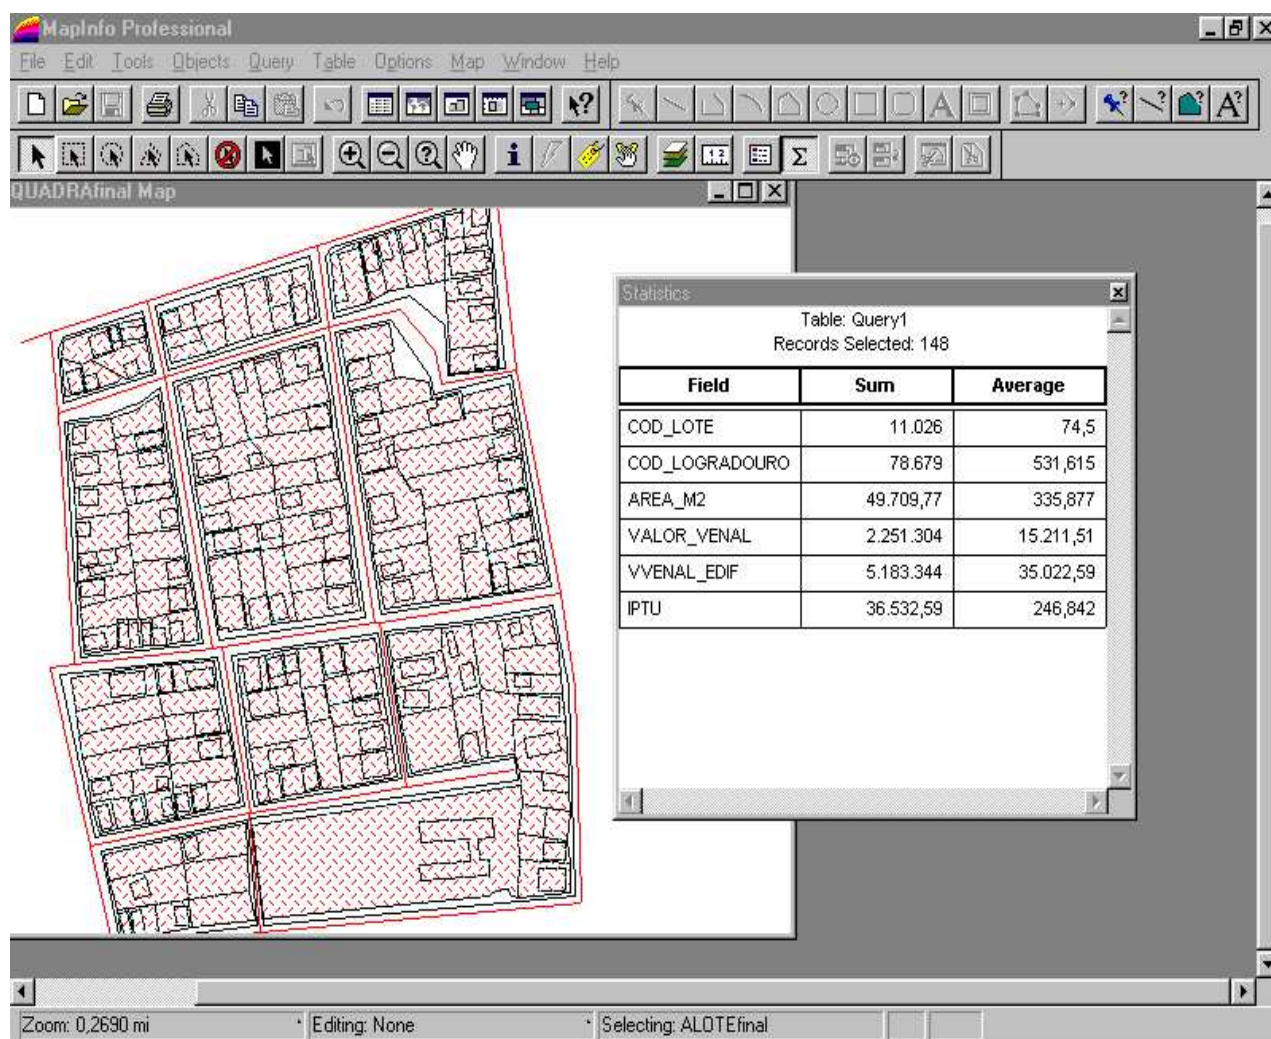 MapInfo Professional
File Edit Tools Objects Query Table Options Map Window Help
QUADRAfinal Map
Statistics
Table: Query1
Records Selected: 148
Field Sum Average
COD_LOTE 11.026 74,5
COD_LOGRADOURO 78.679 531,615
AREA_M2 49.709,77 335,877
VALOR_VENAL 2.251.304 15.211,51
VVENAL_EDIF 5.183.344 35.022,59
IPTU 36.532,59 246,842
Zoom: 0,2690 mi Editing: None Selecting: ALOTEfinal